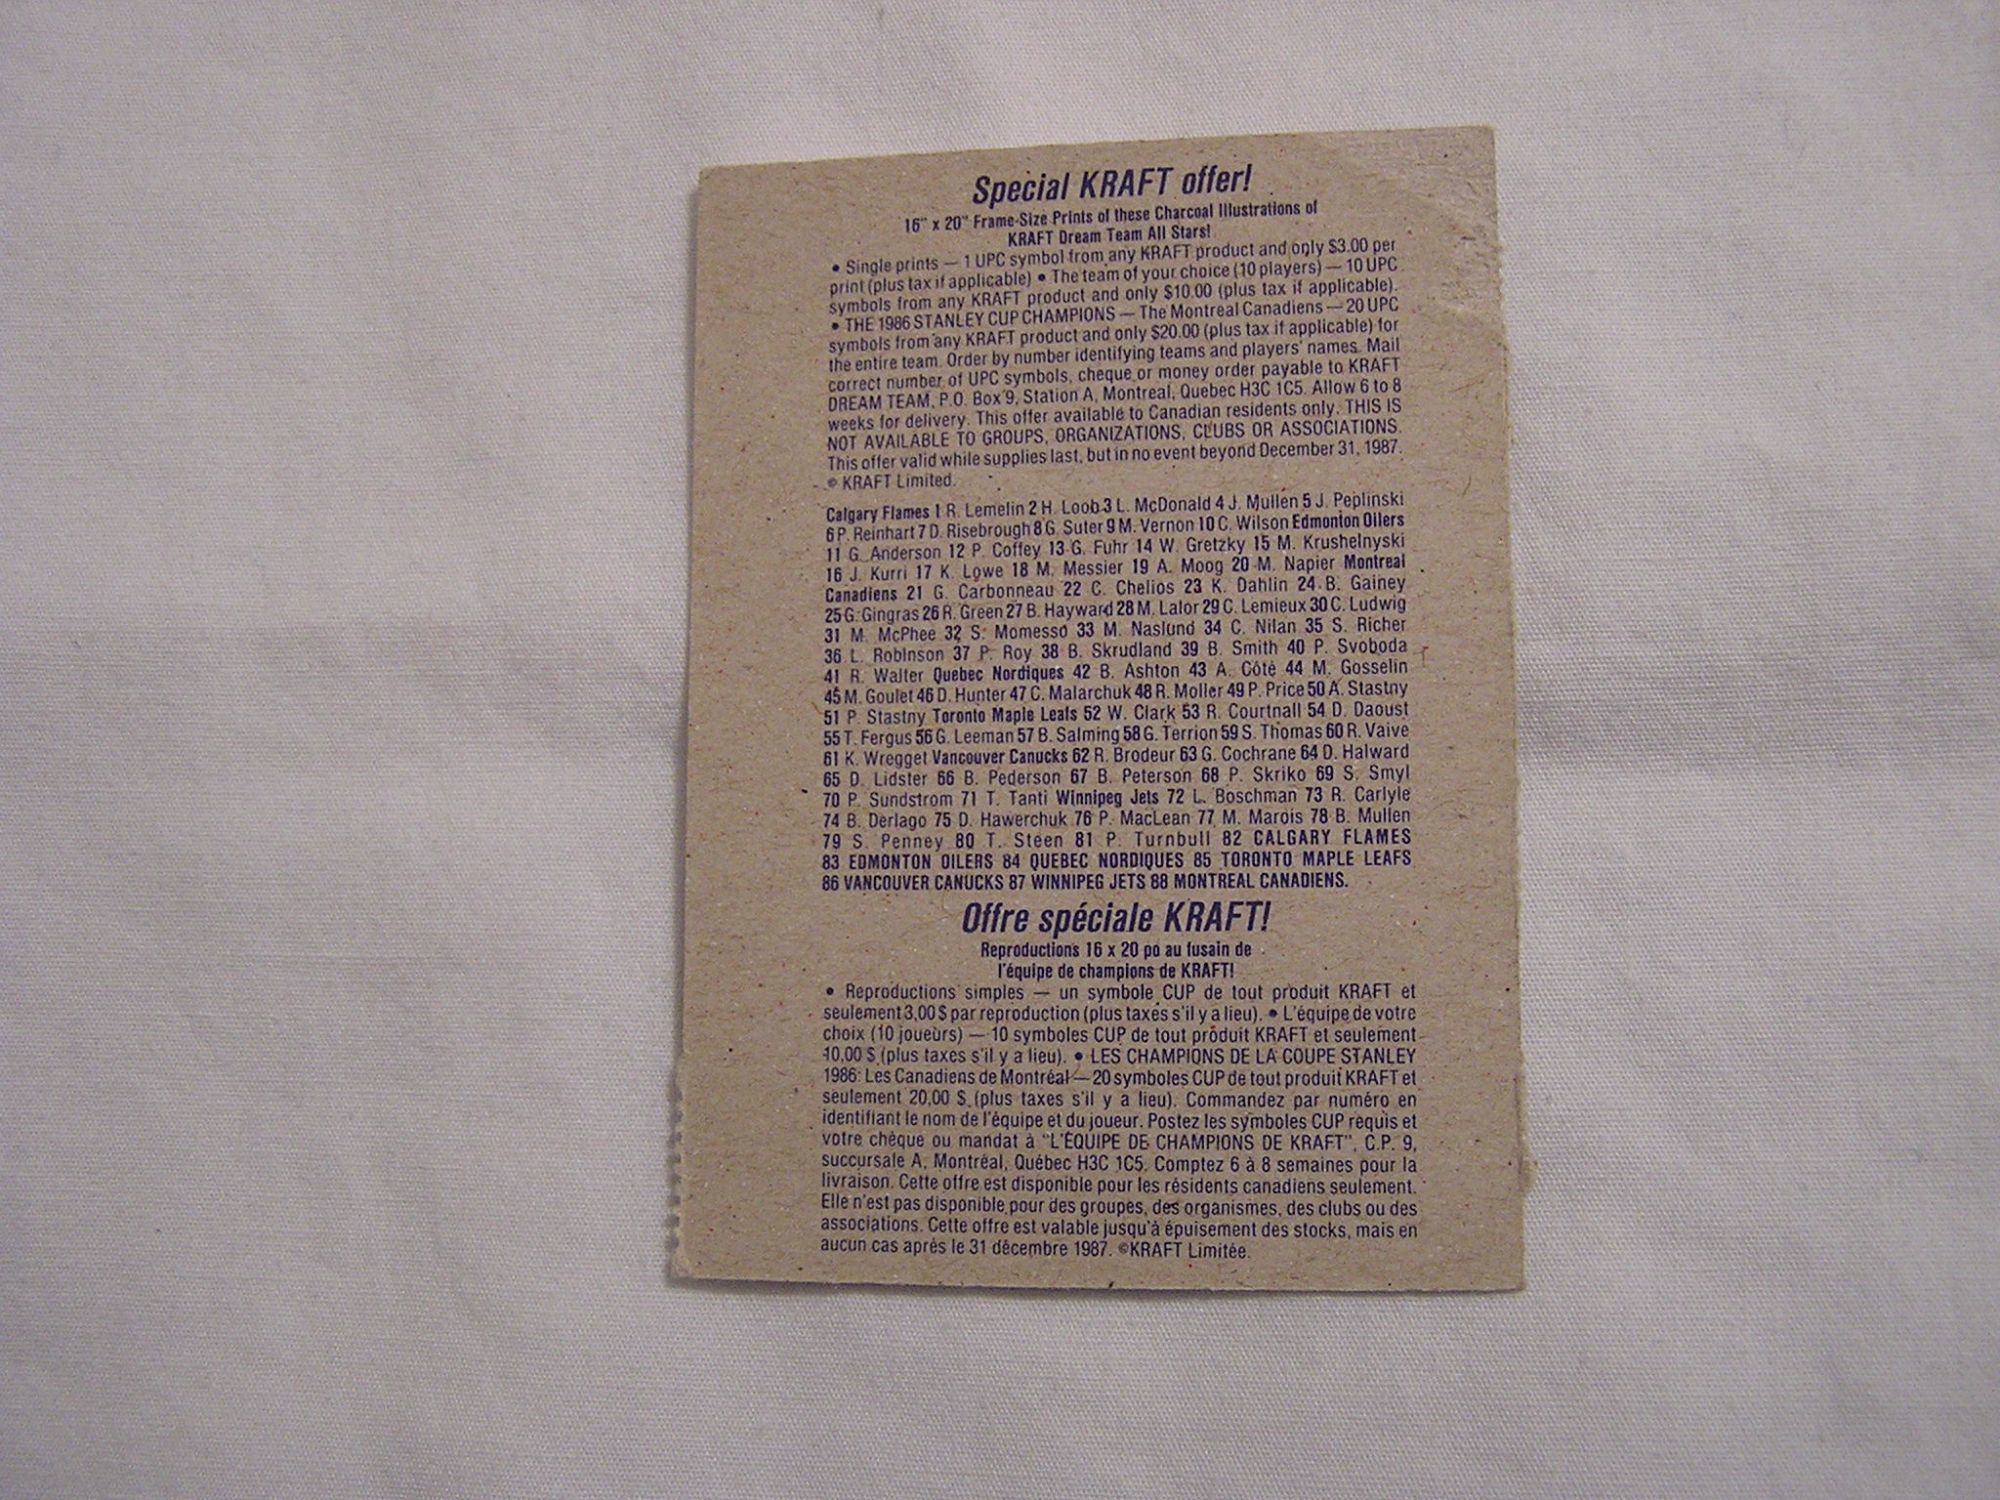 Special KRAFT offer!
16" x 20" Frame-Size Prints of these Charcoal Illustrations of
KRAFT Dream Team All Stars!
• Single prints — 1 UPC symbol from any KRAFT product and only $3.00 per
print (plus tax if applicable) • The team of your choice (10 players) — 10 UPC
symbols from any KRAFT product and only $10.00 (plus tax if applicable).
• THE 1986 STANLEY CUP CHAMPIONS — The Montreal Canadiens — 20 UPC
symbols from any KRAFT product and only $20.00 (plus tax if applicable) for
the entire team. Order by number identifying teams and players' names. Mail
correct number of UPC symbols, cheque or money order payable to KRAFT
DREAM TEAM, P.O. Box 9, Station A, Montreal, Quebec H3C 1C5. Allow 6 to 8
weeks for delivery. This offer available to Canadian residents only. THIS IS
NOT AVAILABLE TO GROUPS, ORGANIZATIONS, CLUBS OR ASSOCIATIONS.
This offer valid while supplies last, but in no event beyond December 31, 1987.
© KRAFT Limited.
Calgary Flames 1 R. Lemelin 2 H. Loob 3 L. McDonald 4 J. Mullen 5 J. Peplinski
6 P. Reinhart 7 D. Risebrough 8 G. Suter 9 M. Vernon 10 C. Wilson Edmonton Oilers
11 G. Anderson 12 P. Coffey 13 G. Fuhr 14 W. Gretzky 15 M. Krushelnyski
16 J. Kurri 17 K. Lowe 18 M. Messier 19 A. Moog 20 M. Napier Montreal
Canadiens 21 G. Carbonneau 22 C. Chelios 23 K. Dahlin 24 B. Gainey
25 G. Gingras 26 R. Green 27 B. Hayward 28 M. Lalor 29 C. Lemieux 30 C. Ludwig
31 M. McPhee 32 S. Momesso 33 M. Naslund 34 C. Nilan 35 S. Richer
36 L. Robinson 37 P. Roy 38 B. Skrudland 39 B. Smith 40 P. Svoboda
41 R. Walter Quebec Nordiques 42 B. Ashton 43 A. Côté 44 M. Gosselin
45 M. Goulet 46 D. Hunter 47 C. Malarchuk 48 R. Moller 49 P. Price 50 A. Stastny
51 P. Stastny Toronto Maple Leafs 52 W. Clark 53 R. Courtnall 54 D. Daoust
55 T. Fergus 56 G. Leeman 57 B. Salming 58 G. Terrion 59 S. Thomas 60 R. Vaive
61 K. Wregget Vancouver Canucks 62 R. Brodeur 63 G. Cochrane 64 D. Halward
65 D. Lidster 66 B. Pederson 67 B. Peterson 68 P. Skriko 69 S. Smyl
70 P. Sundstrom 71 T. Tanti Winnipeg Jets 72 L. Boschman 73 R. Carlyle
74 B. Derlago 75 D. Hawerchuk 76 P. MacLean 77 M. Marois 78 B. Mullen
79 S. Penney 80 T. Steen 81 P. Turnbull 82 CALGARY FLAMES
83 EDMONTON OILERS 84 QUEBEC NORDIQUES 85 TORONTO MAPLE LEAFS
86 VANCOUVER CANUCKS 87 WINNIPEG JETS 88 MONTREAL CANADIENS.
Offre spéciale KRAFT!
Reproductions 16 x 20 po au fusain de
l'équipe de champions de KRAFT!
• Reproductions simples — un symbole CUP de tout produit KRAFT et
seulement 3,00 $ par reproduction (plus taxes s'il y a lieu). • L'équipe de votre
choix (10 joueurs) — 10 symboles CUP de tout produit KRAFT et seulement
10,00 $ (plus taxes s'il y a lieu). • LES CHAMPIONS DE LA COUPE STANLEY
1986: Les Canadiens de Montréal — 20 symboles CUP de tout produit KRAFT et
seulement 20,00 $ (plus taxes s'il y a lieu). Commandez par numéro en
identifiant le nom de l'équipe et du joueur. Postez les symboles CUP requis et
votre chèque ou mandat à "L'ÉQUIPE DE CHAMPIONS DE KRAFT", C.P. 9,
succursale A, Montréal, Québec H3C 1C5. Comptez 6 à 8 semaines pour la
livraison. Cette offre est disponible pour les résidents canadiens seulement.
Elle n'est pas disponible pour des groupes, des organismes, des clubs ou des
associations. Cette offre est valable jusqu'à épuisement des stocks, mais en
aucun cas après le 31 décembre 1987. ©KRAFT Limitée.